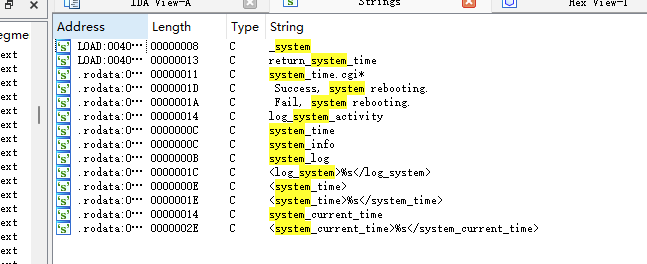 IDA View-A Strings Hex View-1
Address Length Type String
LOAD:0040… 00000008 C _system
LOAD:0040… 00000013 C return_system_time
.rodata:0… 00000011 C system_time.cgi*
.rodata:0… 0000001D C Success, system rebooting.
.rodata:0… 0000001A C Fail, system rebooting.
.rodata:0… 00000014 C log_system_activity
.rodata:0… 0000000C C system_time
.rodata:0… 0000000C C system_info
.rodata:0… 0000000B C system_log
.rodata:0… 0000001C C <log_system>%s</log_system>
.rodata:0… 0000000E C <system_time>
.rodata:0… 0000001E C <system_time>%s</system_time>
.rodata:0… 00000014 C system_current_time
.rodata:0… 0000002E C <system_current_time>%s</system_current_time>
egme
ext
ext
ext
ext
ext
ext
ext
ext
ext
ext
ext
ext
ext